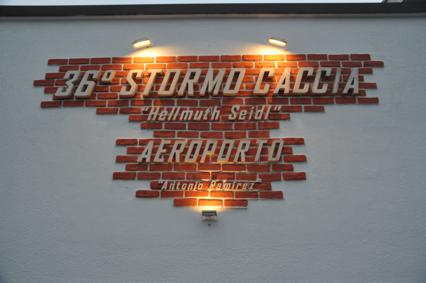 36° STORMO CACCIA
"Hellmuth Seidl"
AEROPORTO
"Antonio Ramirez"